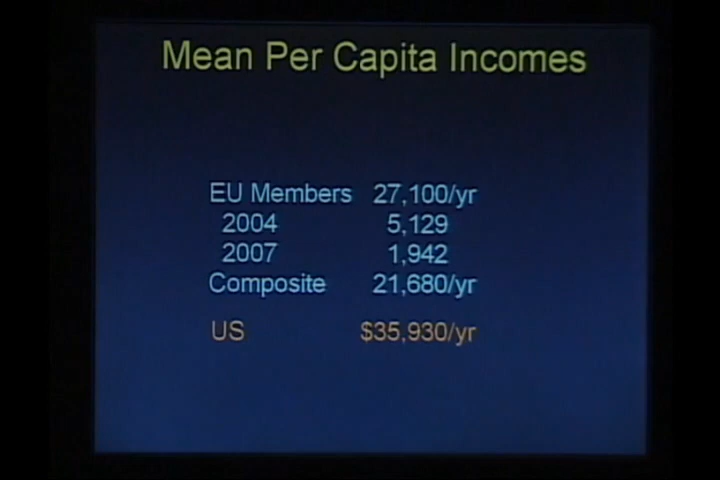 Mean Per Capita Incomes
EU Members 27,100/yr
2004 5,129
2007 1,942
Composite 21,680/yr
US $35,930/yr